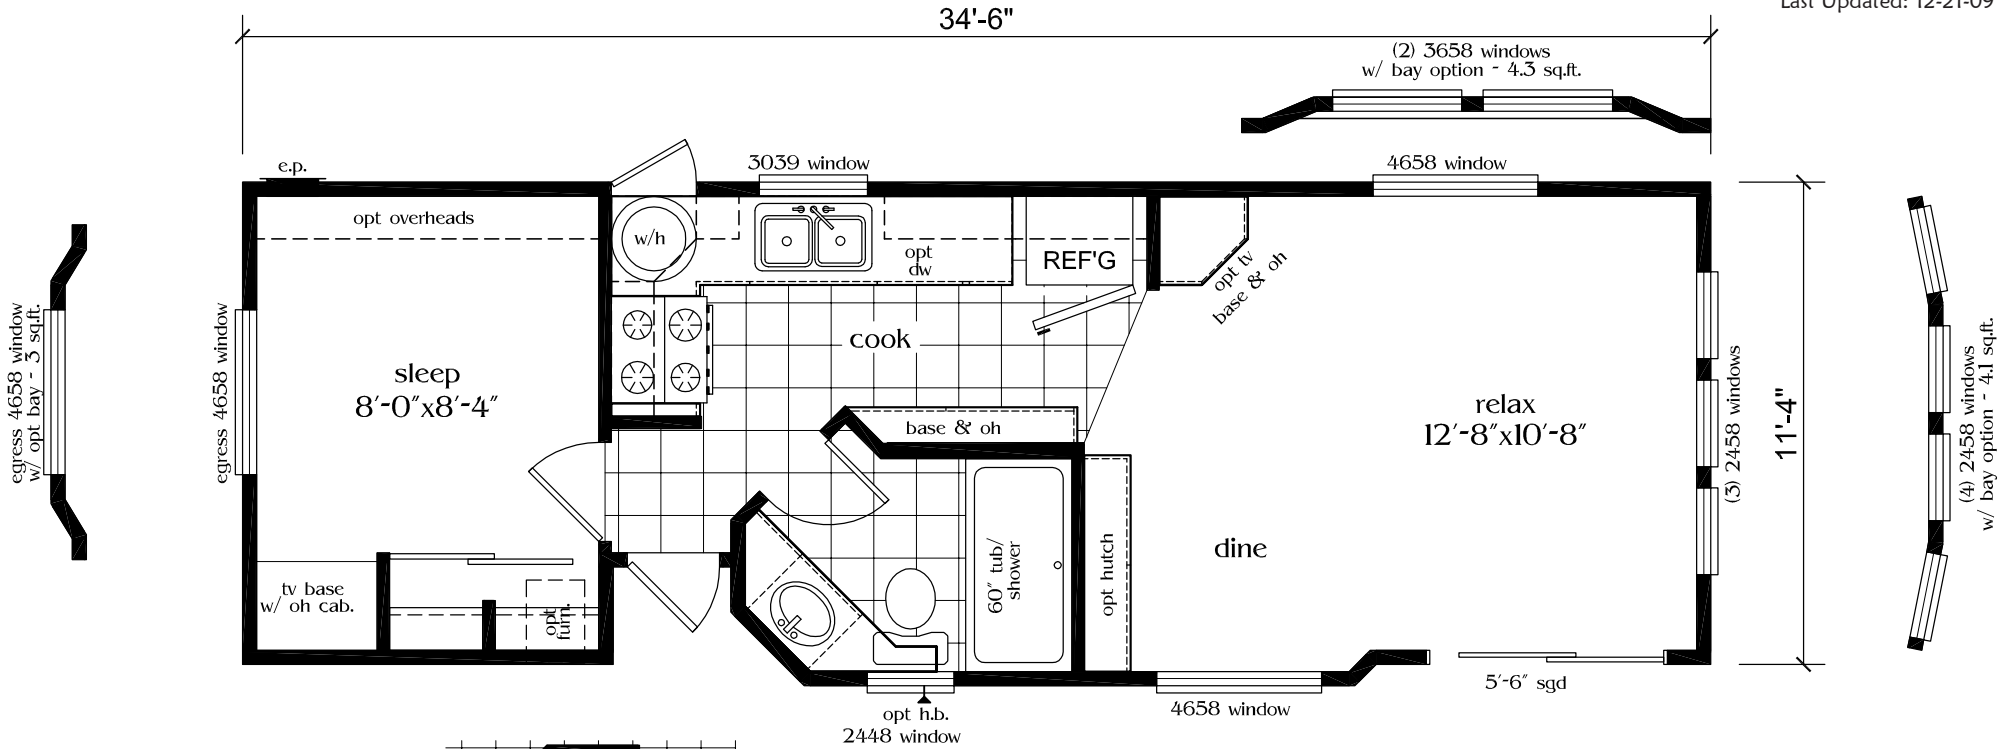 Last Updated: 12-21-09
34'-6"
(2) 3658 windows
w/ bay option - 4.3 sq.ft.
e.p.
3039 window
4658 window
opt overheads
w/h
opt
dw
REF'G
opt tv
base & oh
cook
sleep
8'-0"x8'-4"
egress 4658 window
w/ opt bay - 3 sq.ft.
egress 4658 window
relax
12'-8"x10'-8"
(3) 2458 windows
11'-4"
(4) 2458 windows
w/ bay option - 4.1 sq.ft.
base & oh
dine
60" tub/
shower
opt hutch
tv base
w/ oh cab.
opt
furn.
5'-6" sgd
4658 window
opt h.b.
2448 window